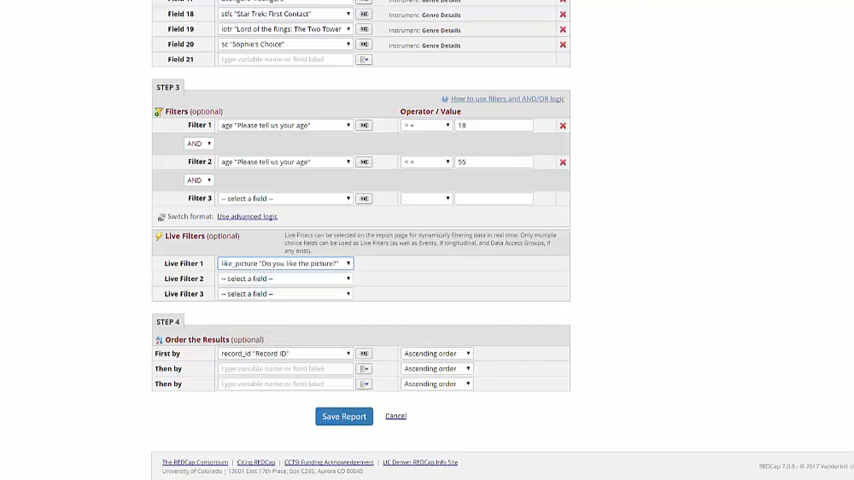 Field 18 stfc "Star Trek: First Contact" Instrument: Genre Details
Field 19 lotr "Lord of the Rings: The Two Tower Instrument: Genre Details
Field 20 sc "Sophie's Choice" Instrument: Genre Details
Field 21 Type variable name or field label
STEP 3
How to use filters and AND/OR logic
Filters (optional) Operator / Value
Filter 1 age "Please tell us your age" > = 18
AND
Filter 2 age "Please tell us your age" < = 55
AND
Filter 3 -- select a field --
Switch format: Use advanced logic
Live Filters (optional) Live Filters can be selected on the report page for dynamically filtering data in real time. Only multiple
choice fields can be used as Live Filters (as well as Events, if longitudinal, and Data Access Groups, if
any exist).
Live Filter 1 like_picture "Do you like the picture?"
Live Filter 2 -- select a field --
Live Filter 3 -- select a field --
STEP 4
Order the Results (optional)
First by record_id "Record ID" Ascending order
Then by Type variable name or field label Ascending order
Then by Type variable name or field label Ascending order
Save Report Cancel
The REDCap Consortium | Citing REDCap | CCTSI Funding Acknowledgement | UC Denver REDCap Info Site
University of Colorado | 13001 East 17th Place, Box C245, Aurora CO 80045
REDCap 7.0.8 - © 2017 Vanderbilt U